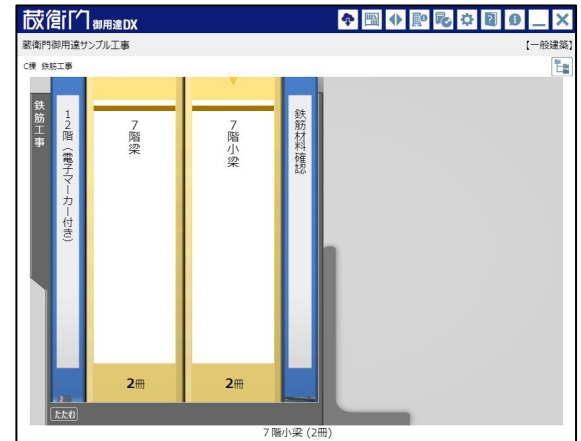 蔵衛門御用達DX
蔵衛門御用達サンプル工事
【一般建築】
C棟 鉄筋工事
鉄筋工事
12階（電子マーカー付き）
7階梁
7階小梁
鉄筋材料確認
2冊
2冊
たたむ
7階小梁 (2冊)